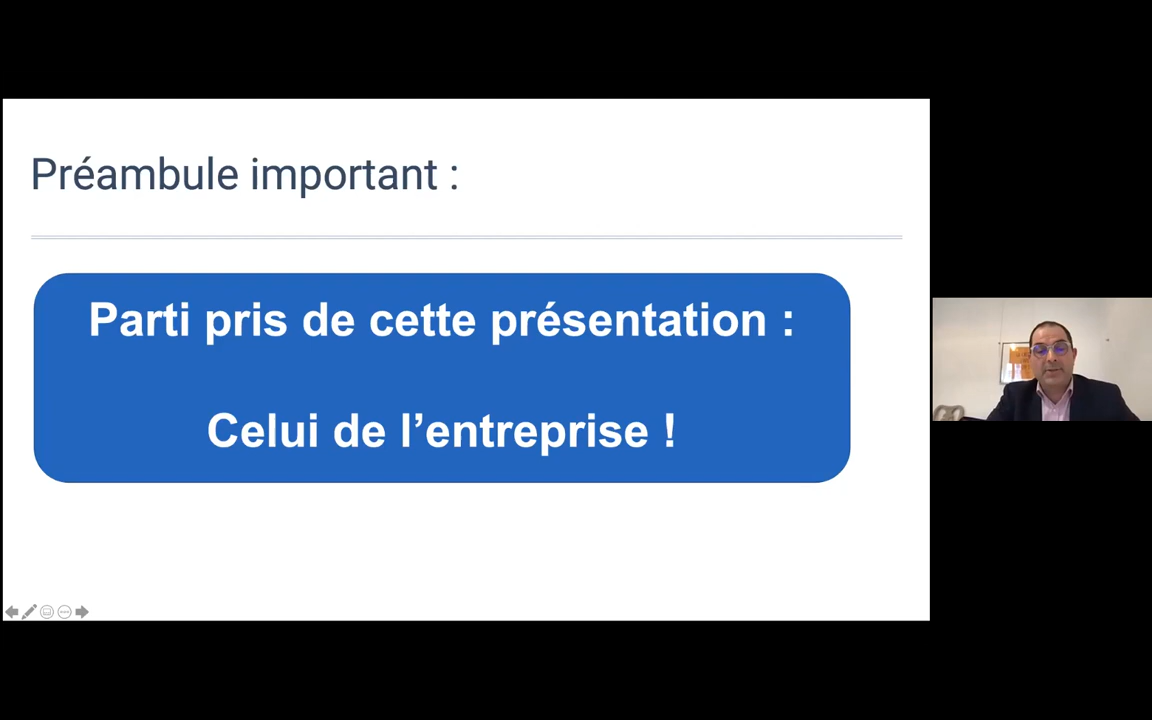 Préambule important :
Parti pris de cette présentation :
Celui de l’entreprise !